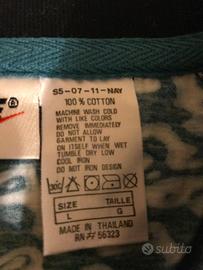 S5-07-11-NAY
100% COTTON
MACHINE WASH COLD
WITH LIKE COLORS
REMOVE IMMEDIATELY
DO NOT ALLOW
GARMENT TO LAY
ON ITSELF WHEN WET
TUMBLE DRY LOW
COOL IRON
DO NOT IRON DESIGN
SIZE TAILLE
L G
MADE IN THAILAND
RN# 56323
subito